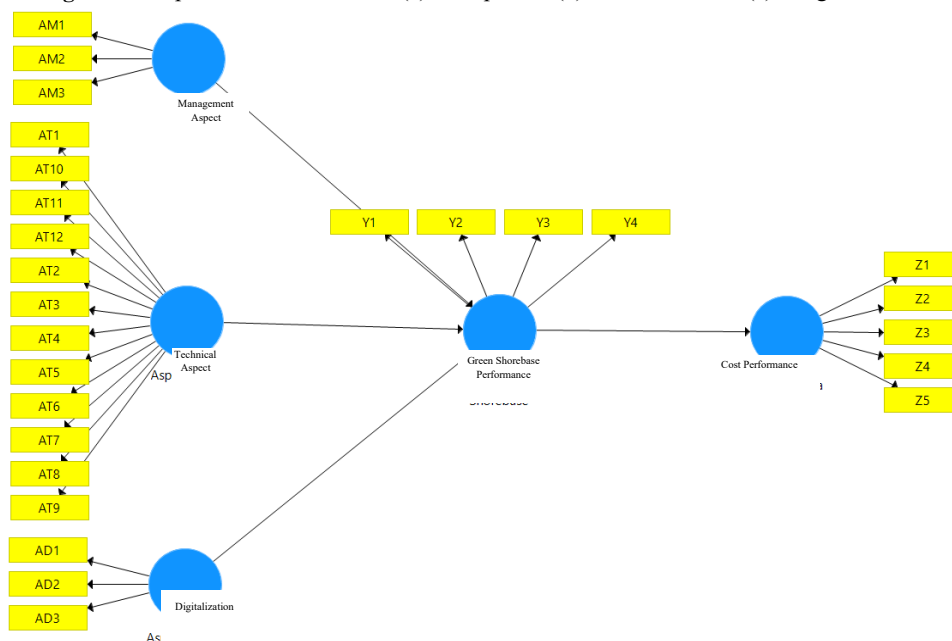 AM1
AM2
AM3
Management
Aspect
AT1
AT10
AT11
AT12
AT2
AT3
AT4
AT5
AT6
AT7
AT8
AT9
Technical
Aspect
Asp
Y1
Y2
Y3
Y4
Green Shorebase
Performance
Z1
Z2
Z3
Z4
Z5
Cost Performance
AD1
AD2
AD3
Digitalization
As